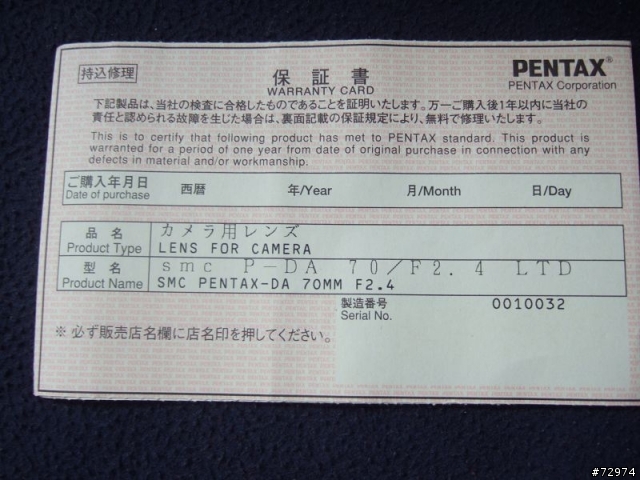 持込修理
保証書
WARRANTY CARD
PENTAX®
PENTAX Corporation
下記製品は、当社の検査に合格したものであることを証明いたします。万一ご購入後1年以内に当社の
責任と認められる故障を生じた場合は、裏面記載の保証規定により、無料で修理いたします。
This is to certify that following product has met to PENTAX standard. This product is
warranted for a period of one year from date of original purchase in connection with any
defects in material and/or workmanship.
ご購入年月日 西暦 年/Year 月/Month 日/Day
Date of purchase
品名 カメラ用レンズ
Product Type LENS FOR CAMERA
型名 smc P-DA 70/F2.4 LTD
Product Name SMC PENTAX-DA 70MM F2.4
製造番号 0010032
Serial No.
※必ず販売店名欄に店名印を押してください。
#72974